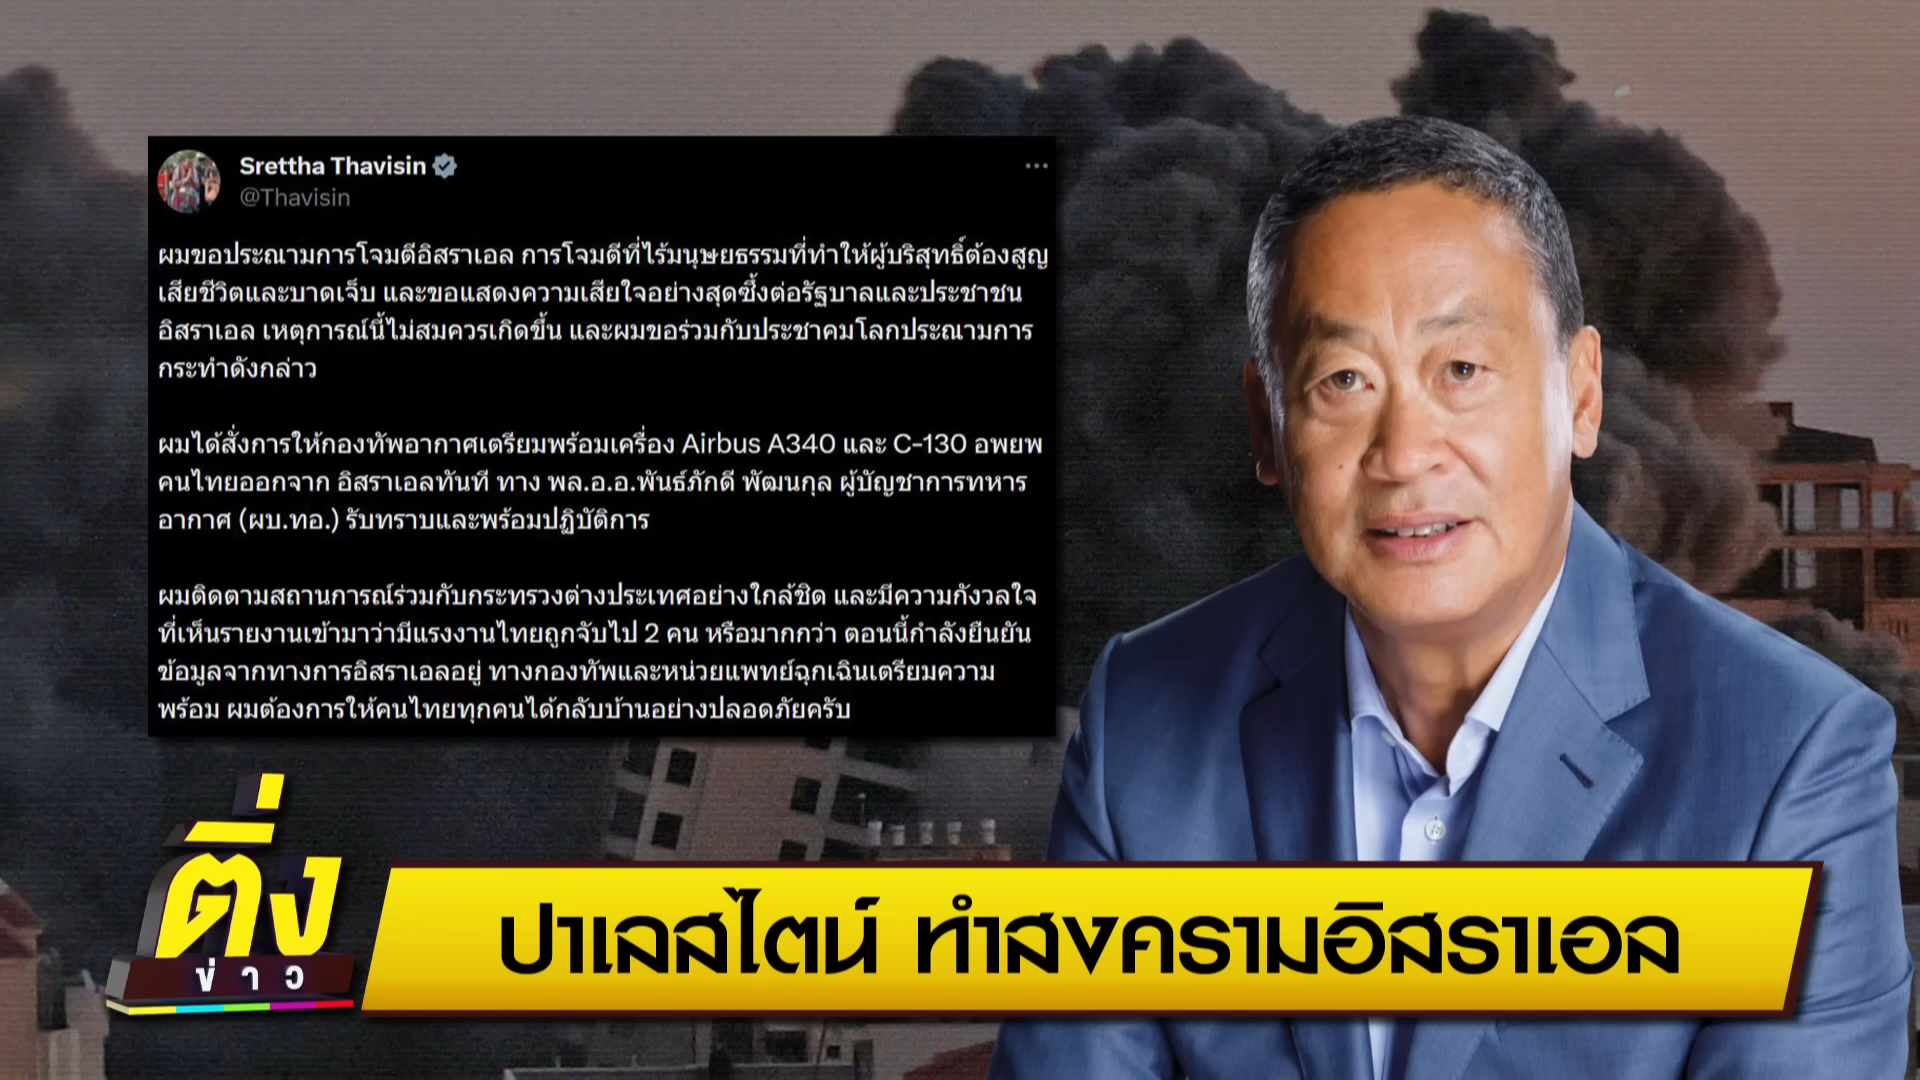 Srettha Thavisin
@Thavisin
ผมขอประณามการโจมตีอิสราเอล การโจมตีที่ไร้มนุษยธรรมที่ทำให้ผู้บริสุทธิ์ต้องสูญ
เสียชีวิตและบาดเจ็บ และขอแสดงความเสียใจอย่างสุดซึ้งต่อรัฐบาลและประชาชน
อิสราเอล เหตุการณ์นี้ไม่สมควรเกิดขึ้น และผมขอร่วมกับประชาคมโลกประณามการ
กระทำดังกล่าว
ผมได้สั่งการให้กองทัพอากาศเตรียมพร้อมเครื่อง Airbus A340 และ C-130 อพยพ
คนไทยออกจาก อิสราเอลทันที ทาง พล.อ.อ.พันธ์ภักดี พัฒนกุล ผู้บัญชาการทหาร
อากาศ (ผบ.ทอ.) รับทราบและพร้อมปฏิบัติการ
ผมติดตามสถานการณ์ร่วมกับกระทรวงต่างประเทศอย่างใกล้ชิด และมีความกังวลใจ
ที่เห็นรายงานเข้ามาว่ามีแรงงานไทยถูกจับไป 2 คน หรือมากกว่า ตอนนี้กำลังยืนยัน
ข้อมูลจากทางการอิสราเอลอยู่ ทางกองทัพและหน่วยแพทย์ฉุกเฉินเตรียมความ
พร้อม ผมต้องการให้คนไทยทุกคนได้กลับบ้านอย่างปลอดภัยครับ
ติ่ง
ข่าว
ปาเลสไตน์ ทำสงครามอิสราเอล